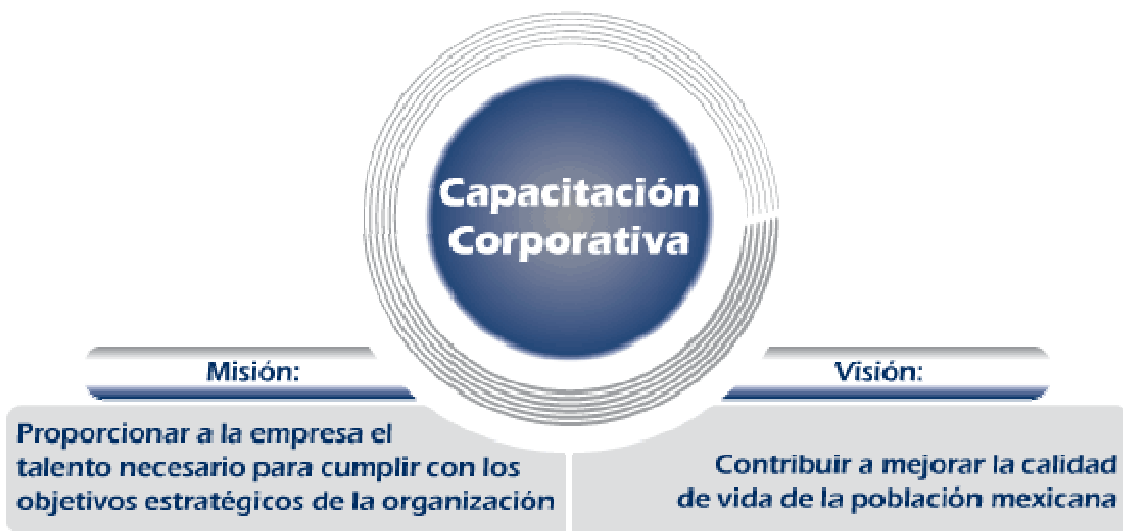 Capacitación
Corporativa
Misión:
Proporcionar a la empresa el
talento necesario para cumplir con los
objetivos estratégicos de la organización
Visión:
Contribuir a mejorar la calidad
de vida de la población mexicana